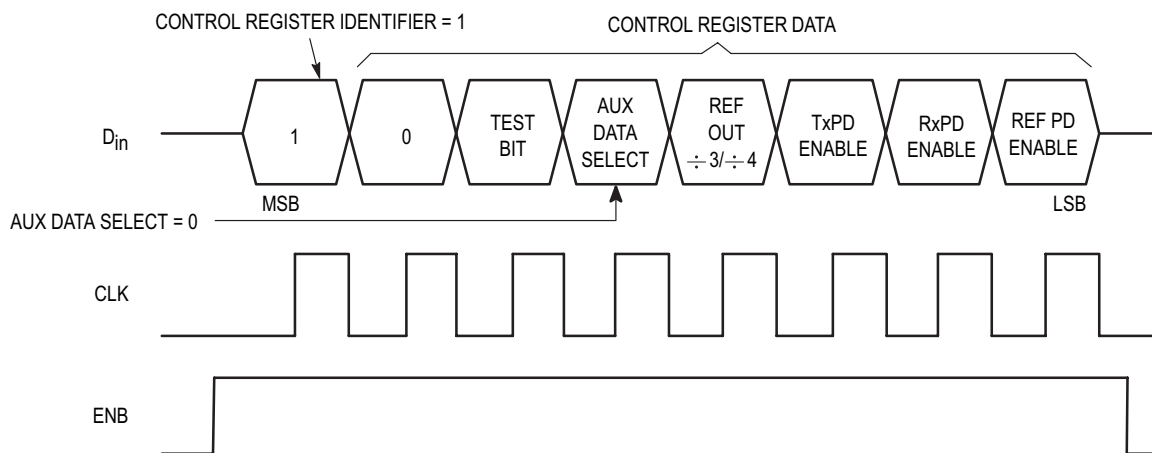 CONTROL REGISTER IDENTIFIER = 1
CONTROL REGISTER DATA
Din
1
0
TEST
BIT
AUX
DATA
SELECT
REF
OUT
÷3/÷4
TxPD
ENABLE
RxPD
ENABLE
REF PD
ENABLE
MSB
LSB
AUX DATA SELECT = 0
CLK
ENB